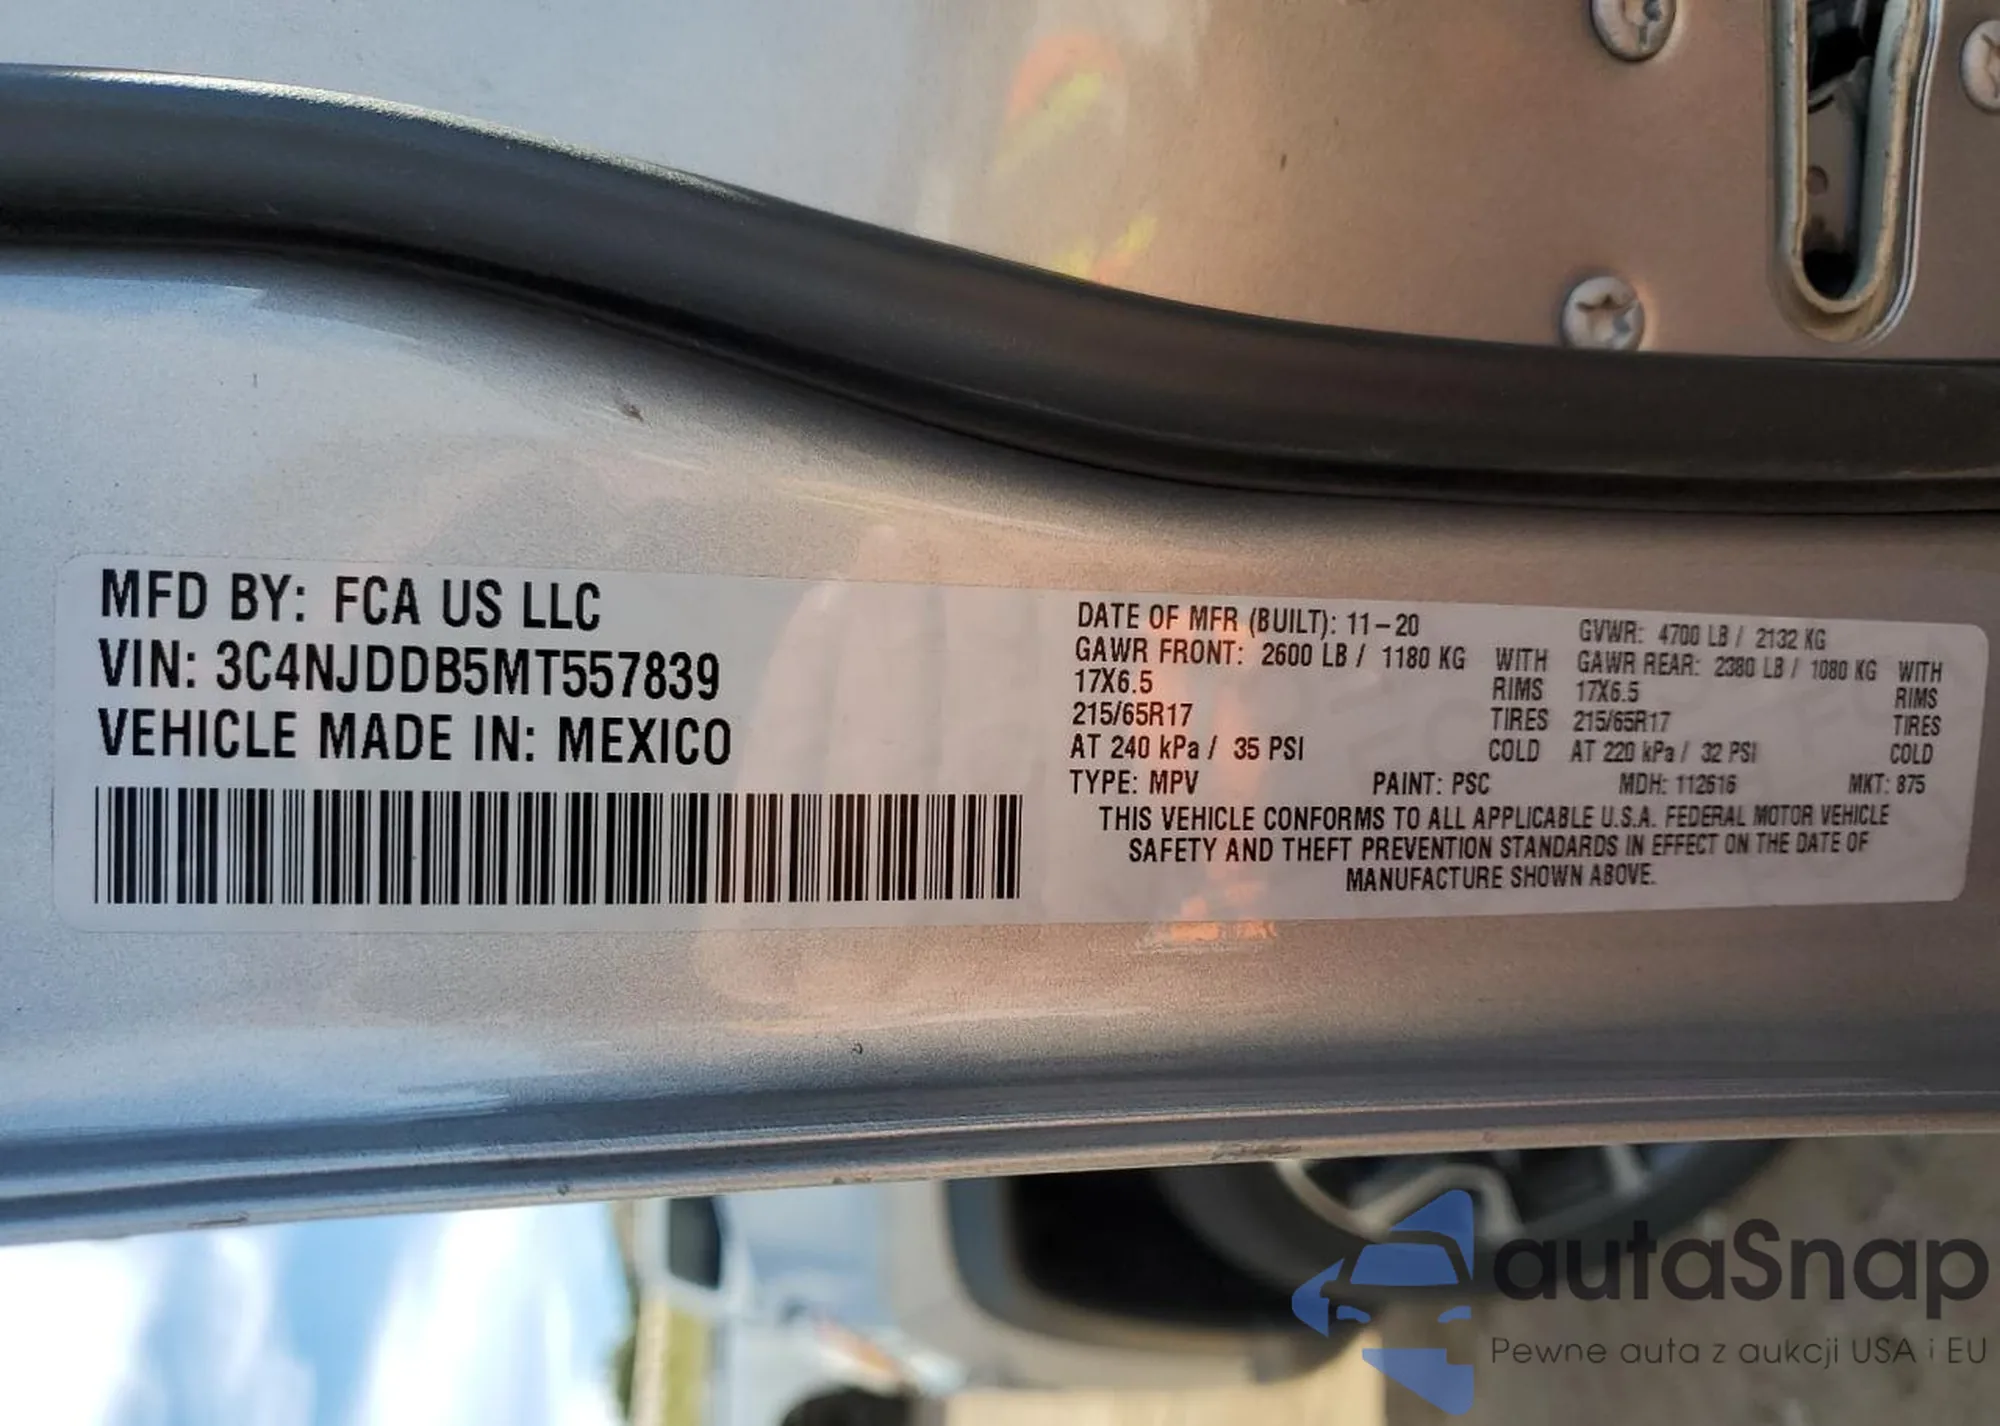 MFD BY: FCA US LLC
VIN: 3C4NJDDB5MT557839
VEHICLE MADE IN: MEXICO
DATE OF MFR (BUILT): 11-20 GVWR: 4700 LB / 2132 KG
GAWR FRONT: 2600 LB / 1180 KG WITH GAWR REAR: 2380 LB / 1080 KG WITH
17X6.5 RIMS 17X6.5 RIMS
215/65R17 TIRES 215/65R17 TIRES
AT 240 kPa / 35 PSI COLD AT 220 kPa / 32 PSI COLD
TYPE: MPV PAINT: PSC MDH: 112616 MKT: 875
THIS VEHICLE CONFORMS TO ALL APPLICABLE U.S.A. FEDERAL MOTOR VEHICLE
SAFETY AND THEFT PREVENTION STANDARDS IN EFFECT ON THE DATE OF
MANUFACTURE SHOWN ABOVE.
autaSnap
Pewne auta z aukcji USA i EU